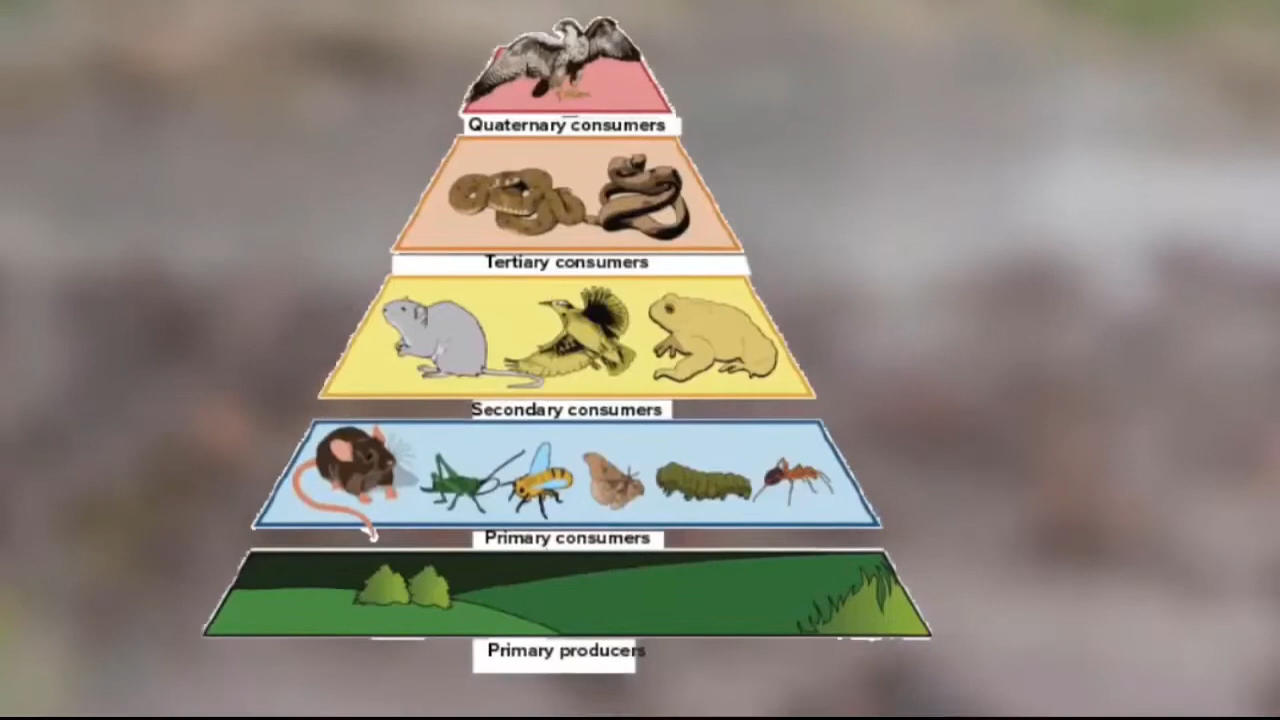 Quaternary consumers
Tertiary consumers
Secondary consumers
Primary consumers
Primary producers